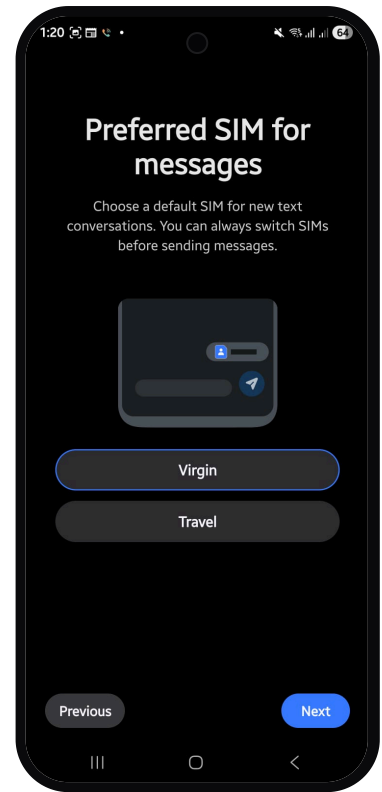 1:20
64
Preferred SIM for
messages
Choose a default SIM for new text
conversations. You can always switch SIMs
before sending messages.
Virgin
Travel
Previous
Next